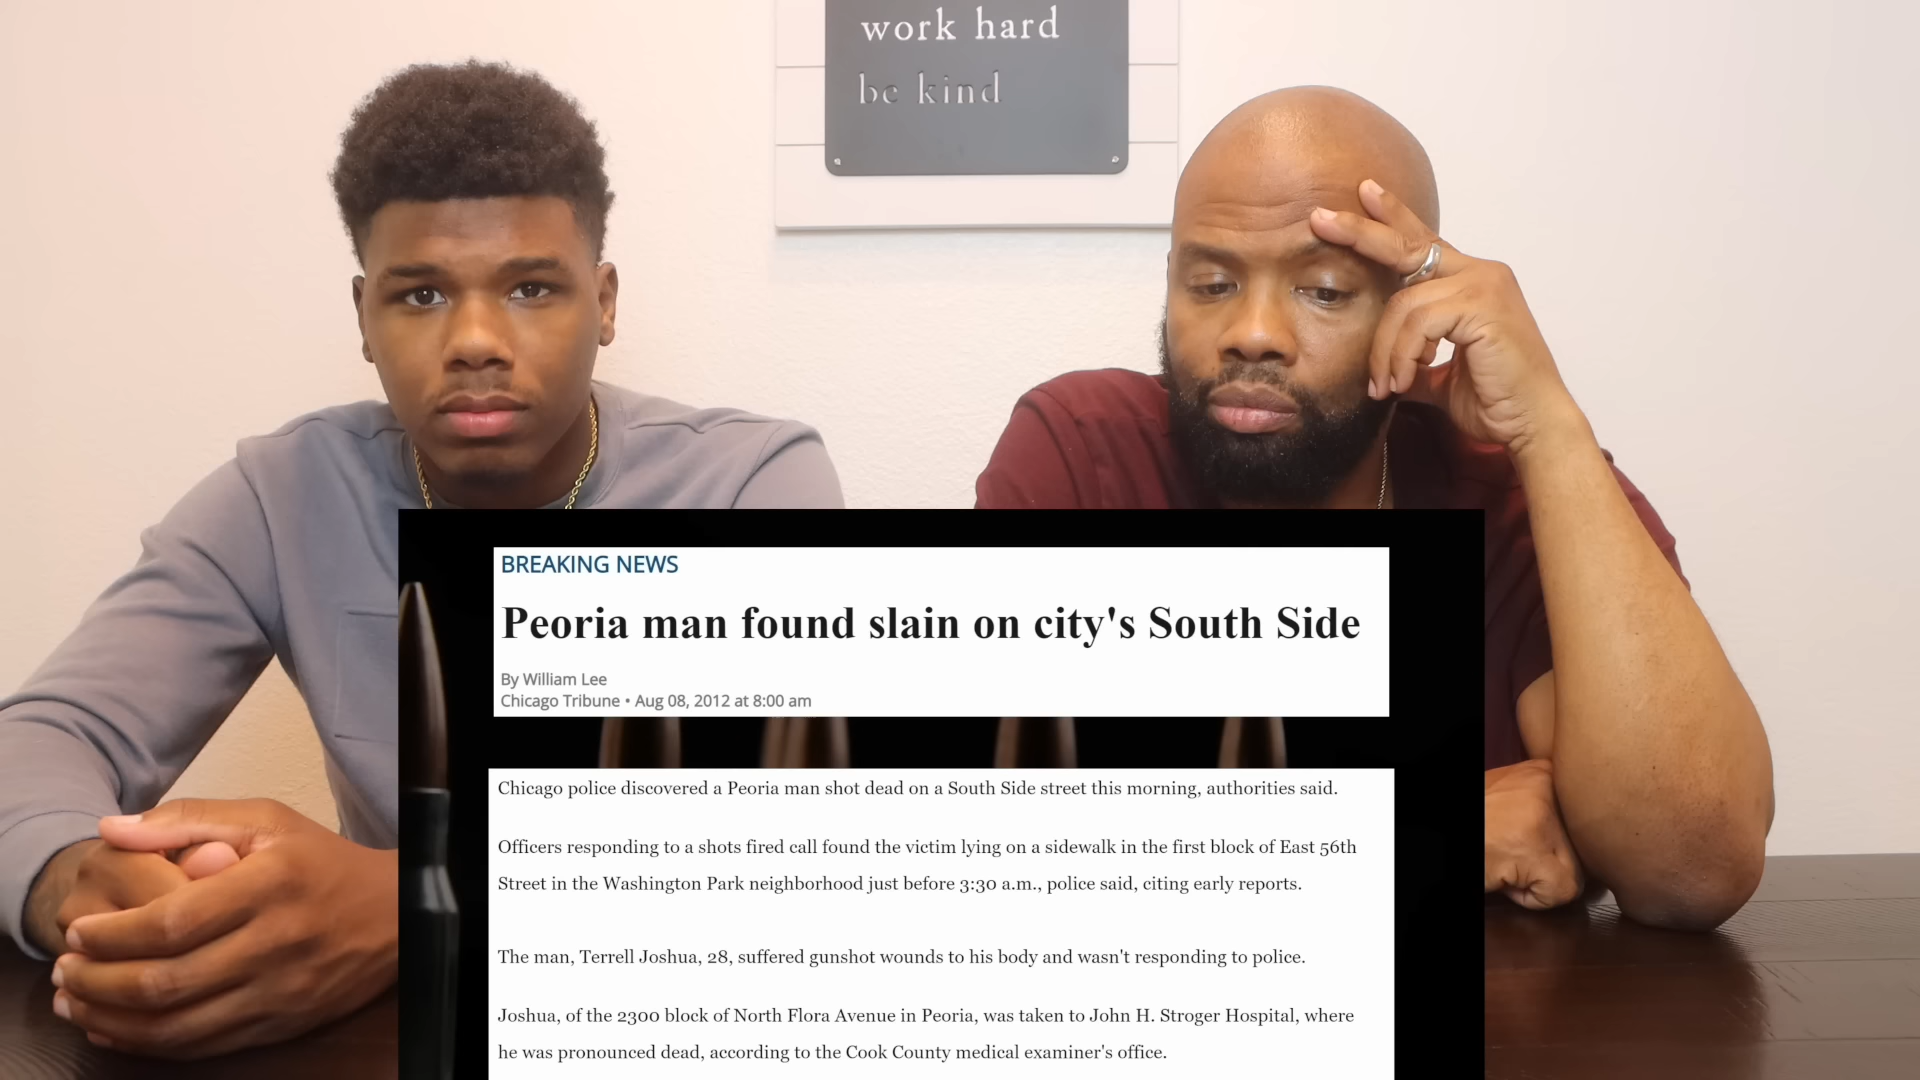 work hard
be kind
BREAKING NEWS
Peoria man found slain on city's South Side
By William Lee
Chicago Tribune • Aug 08, 2012 at 8:00 am
Chicago police discovered a Peoria man shot dead on a South Side street this morning, authorities said.
Officers responding to a shots fired call found the victim lying on a sidewalk in the first block of East 56th
Street in the Washington Park neighborhood just before 3:30 a.m., police said, citing early reports.
The man, Terrell Joshua, 28, suffered gunshot wounds to his body and wasn't responding to police.
Joshua, of the 2300 block of North Flora Avenue in Peoria, was taken to John H. Stroger Hospital, where
he was pronounced dead, according to the Cook County medical examiner's office.